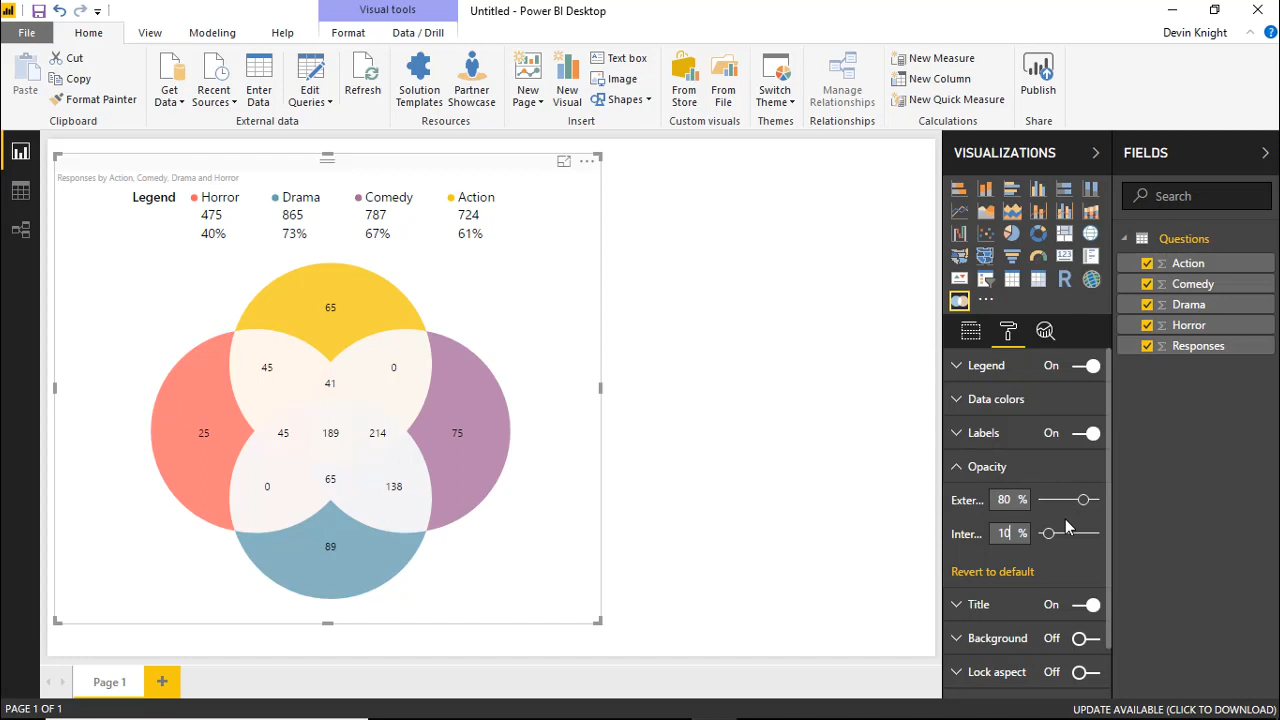 Visual tools
Untitled - Power BI Desktop
File Home View Modeling Help Format Data / Drill
Devin Knight
Paste
Cut
Copy
Format Painter
Clipboard
Get Data
Recent Sources
Enter Data
Edit Queries
Refresh
External data
Solution Templates
Partner Showcase
Resources
New Page
New Visual
Text box
Image
Shapes
Insert
From Store
From File
Custom visuals
Switch Theme
Themes
Manage Relationships
Relationships
New Measure
New Column
New Quick Measure
Calculations
Publish
Share
Responses by Action, Comedy, Drama and Horror
Legend Horror Drama Comedy Action
475 865 787 724
40% 73% 67% 61%
65
45 0
41
25 45 189 214 75
65
0 138
89
VISUALIZATIONS
R
123
Legend On
Data colors
Labels On
Opacity
Exter... 80 %
Inter... 10 %
Revert to default
Title On
Background Off
Lock aspect Off
FIELDS
Search
Questions
Action
Comedy
Drama
Horror
Responses
Page 1
PAGE 1 OF 1
UPDATE AVAILABLE (CLICK TO DOWNLOAD)